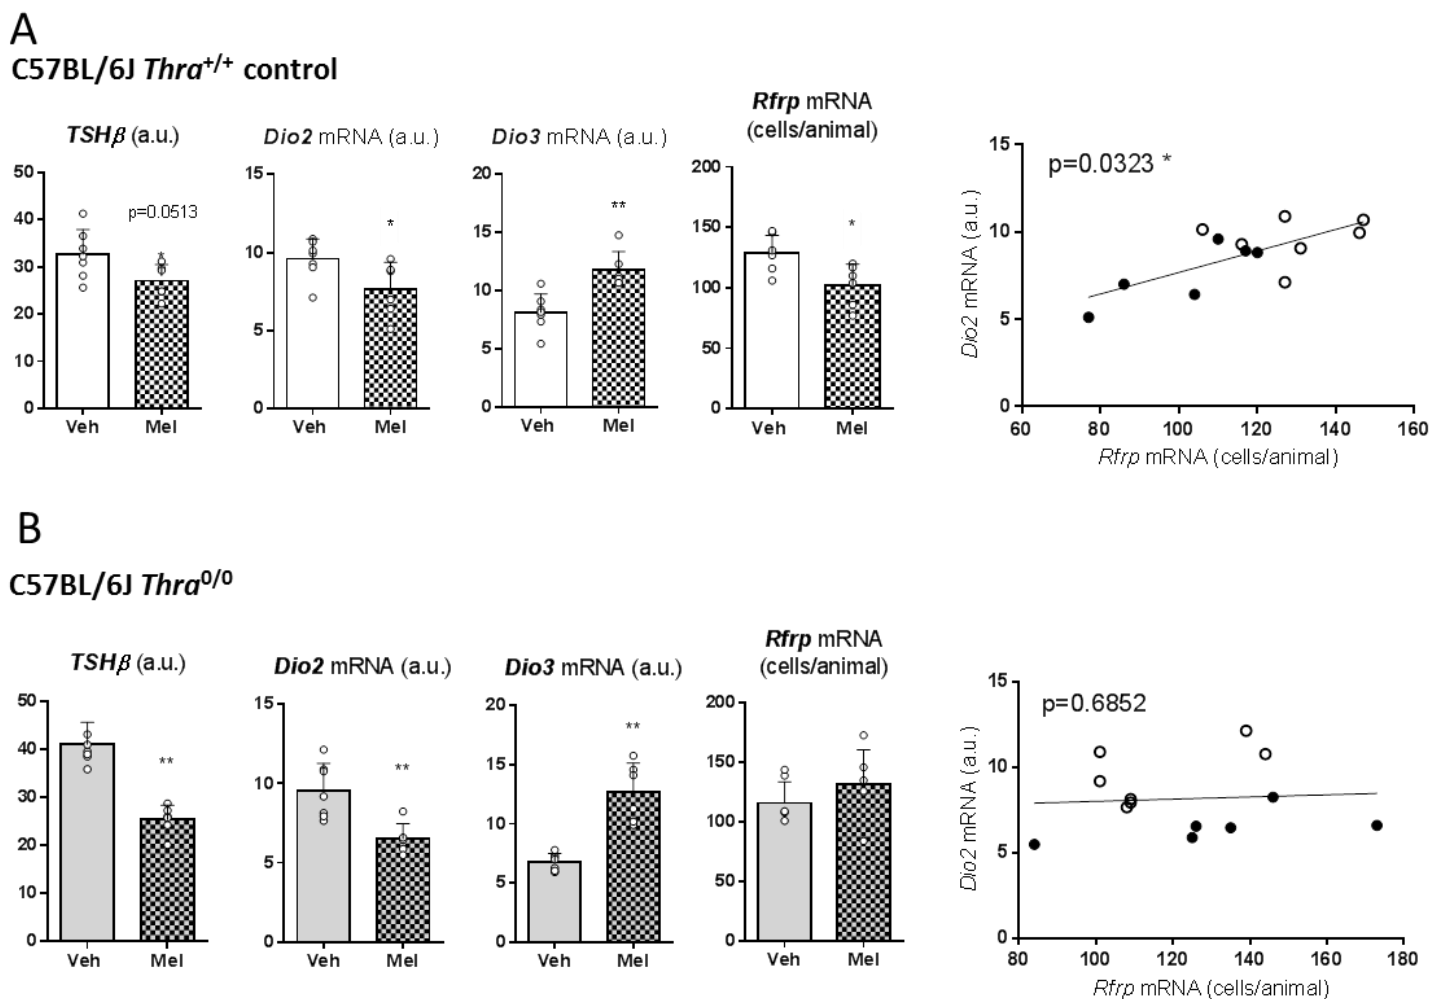 A
C57BL/6J Thra+/+ control
TSHβ (a.u.)
50
40
30
20
10
0
p=0.0513
*
Veh Mel
Dio2 mRNA (a.u.)
15
10
5
0
*
Veh Mel
Dio3 mRNA (a.u.)
20
15
10
5
0
**
Veh Mel
Rfrp mRNA
(cells/animal)
200
150
100
50
0
*
Veh Mel
Dio2 mRNA (a.u.)
15
10
5
0
p=0.0323 *
60 80 100 120 140 160
Rfrp mRNA (cells/animal)
B
C57BL/6J Thra0/0
TSHβ (a.u.)
50
40
30
20
10
0
**
Veh Mel
Dio2 mRNA (a.u.)
15
10
5
0
**
Veh Mel
Dio3 mRNA (a.u.)
20
15
10
5
0
**
Veh Mel
Rfrp mRNA
(cells/animal)
200
150
100
50
0
Veh Mel
Dio2 mRNA (a.u.)
15
10
5
0
p=0.6852
80 100 120 140 160 180
Rfrp mRNA (cells/animal)